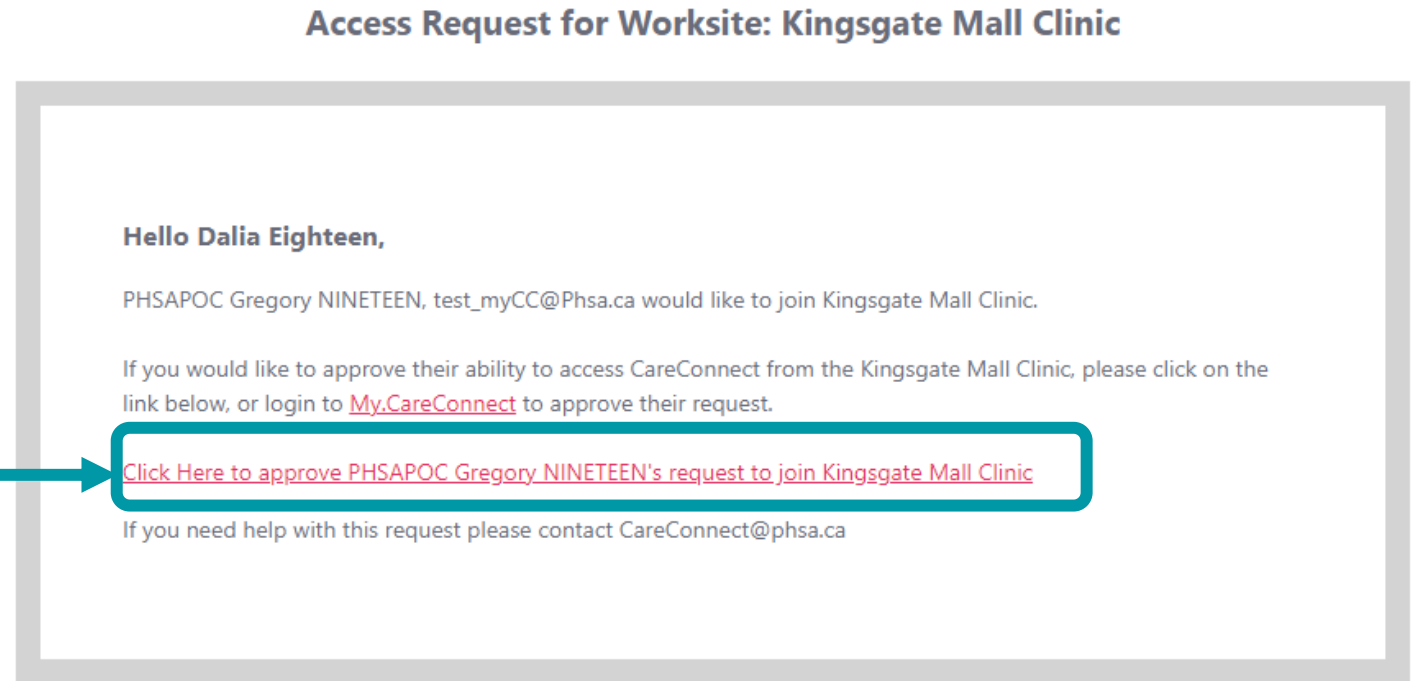 Access Request for Worksite: Kingsgate Mall Clinic
Hello Dalia Eighteen,
PHSAPOC Gregory NINETEEN, test_myCC@Phsa.ca would like to join Kingsgate Mall Clinic.
If you would like to approve their ability to access CareConnect from the Kingsgate Mall Clinic, please click on the
link below, or login to My.CareConnect to approve their request.
Click Here to approve PHSAPOC Gregory NINETEEN's request to join Kingsgate Mall Clinic
If you need help with this request please contact CareConnect@phsa.ca